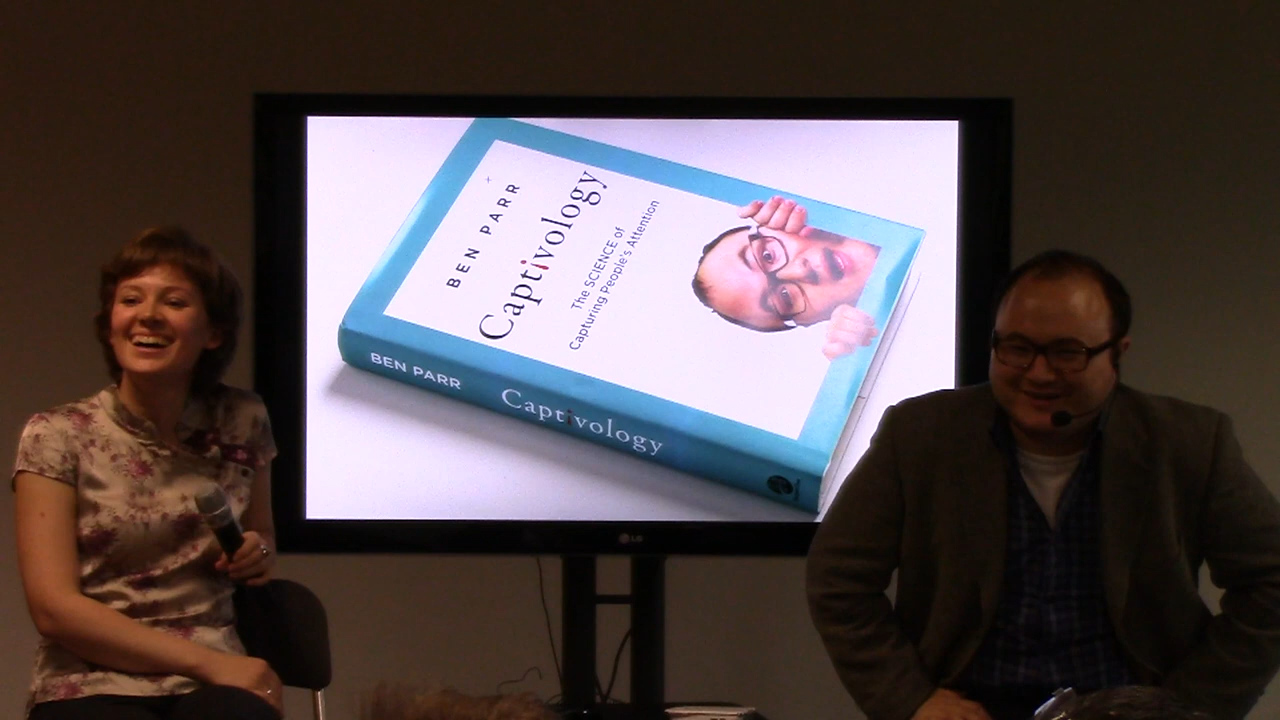 BEN PARR
Captivology
The SCIENCE of
Capturing People's Attention
BEN PARR
Captivology
LG